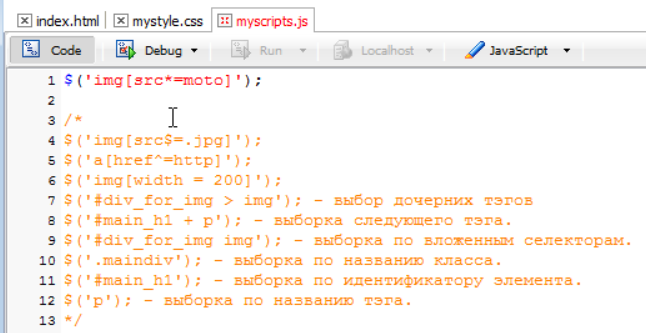 index.html mystyle.css myscripts.js
Code Debug Run Localhost JavaScript
1 $('img[src*=moto]');
2
3 /*
4 $('img[src$=.jpg]');
5 $('a[href^=http]');
6 $('img[width = 200]');
7 $('#div_for_img > img'); - выбор дочерних тэгов
8 $('#main_h1 + p'); - выборка следующего тэга.
9 $('#div_for_img img'); - выборка по вложенным селекторам.
10 $('.maindiv'); - выборка по названию класса.
11 $('#main_h1'); - выборка по идентификатору элемента.
12 $('p'); - выборка по названию тэга.
13 */